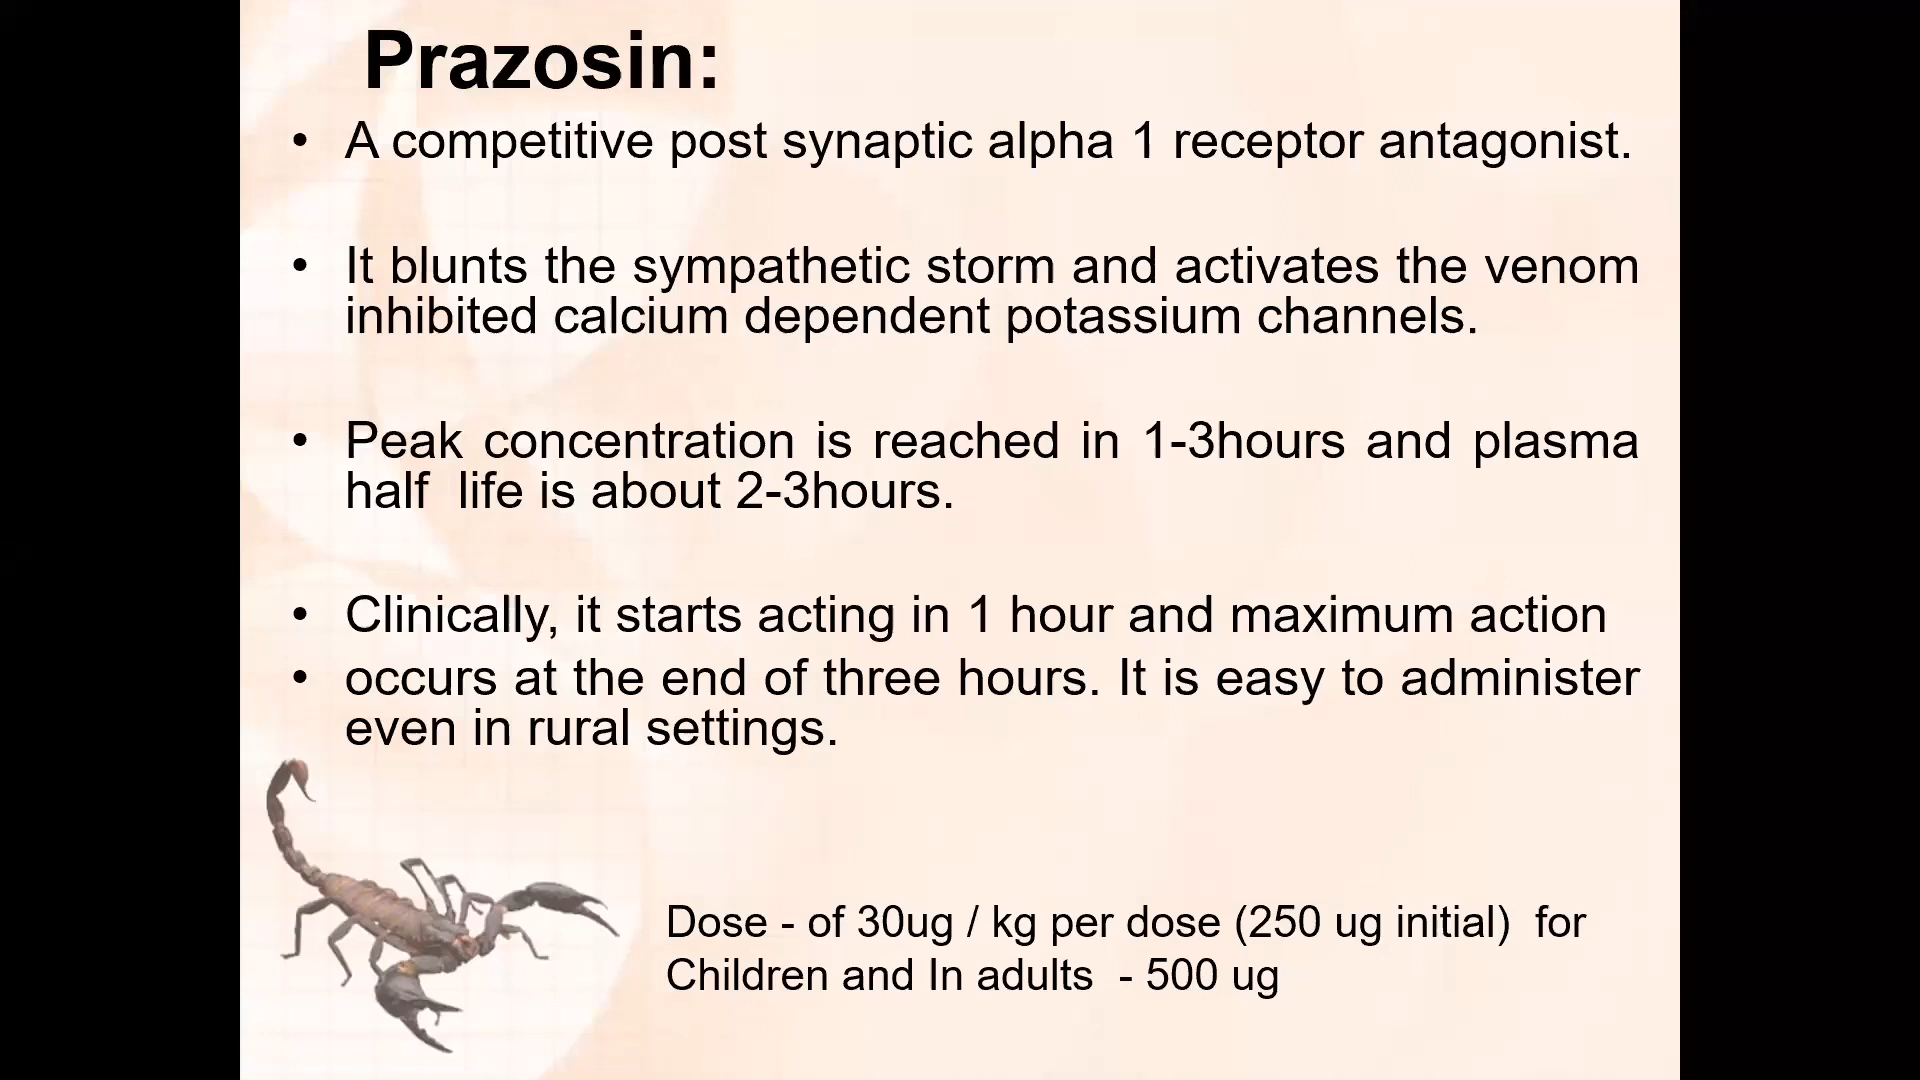 Prazosin:
• A competitive post synaptic alpha 1 receptor antagonist.
• It blunts the sympathetic storm and activates the venom
inhibited calcium dependent potassium channels.
• Peak concentration is reached in 1-3hours and plasma
half  life is about 2-3hours.
• Clinically, it starts acting in 1 hour and maximum action
• occurs at the end of three hours. It is easy to administer
even in rural settings.
Dose - of 30ug / kg per dose (250 ug initial)  for
Children and In adults  - 500 ug